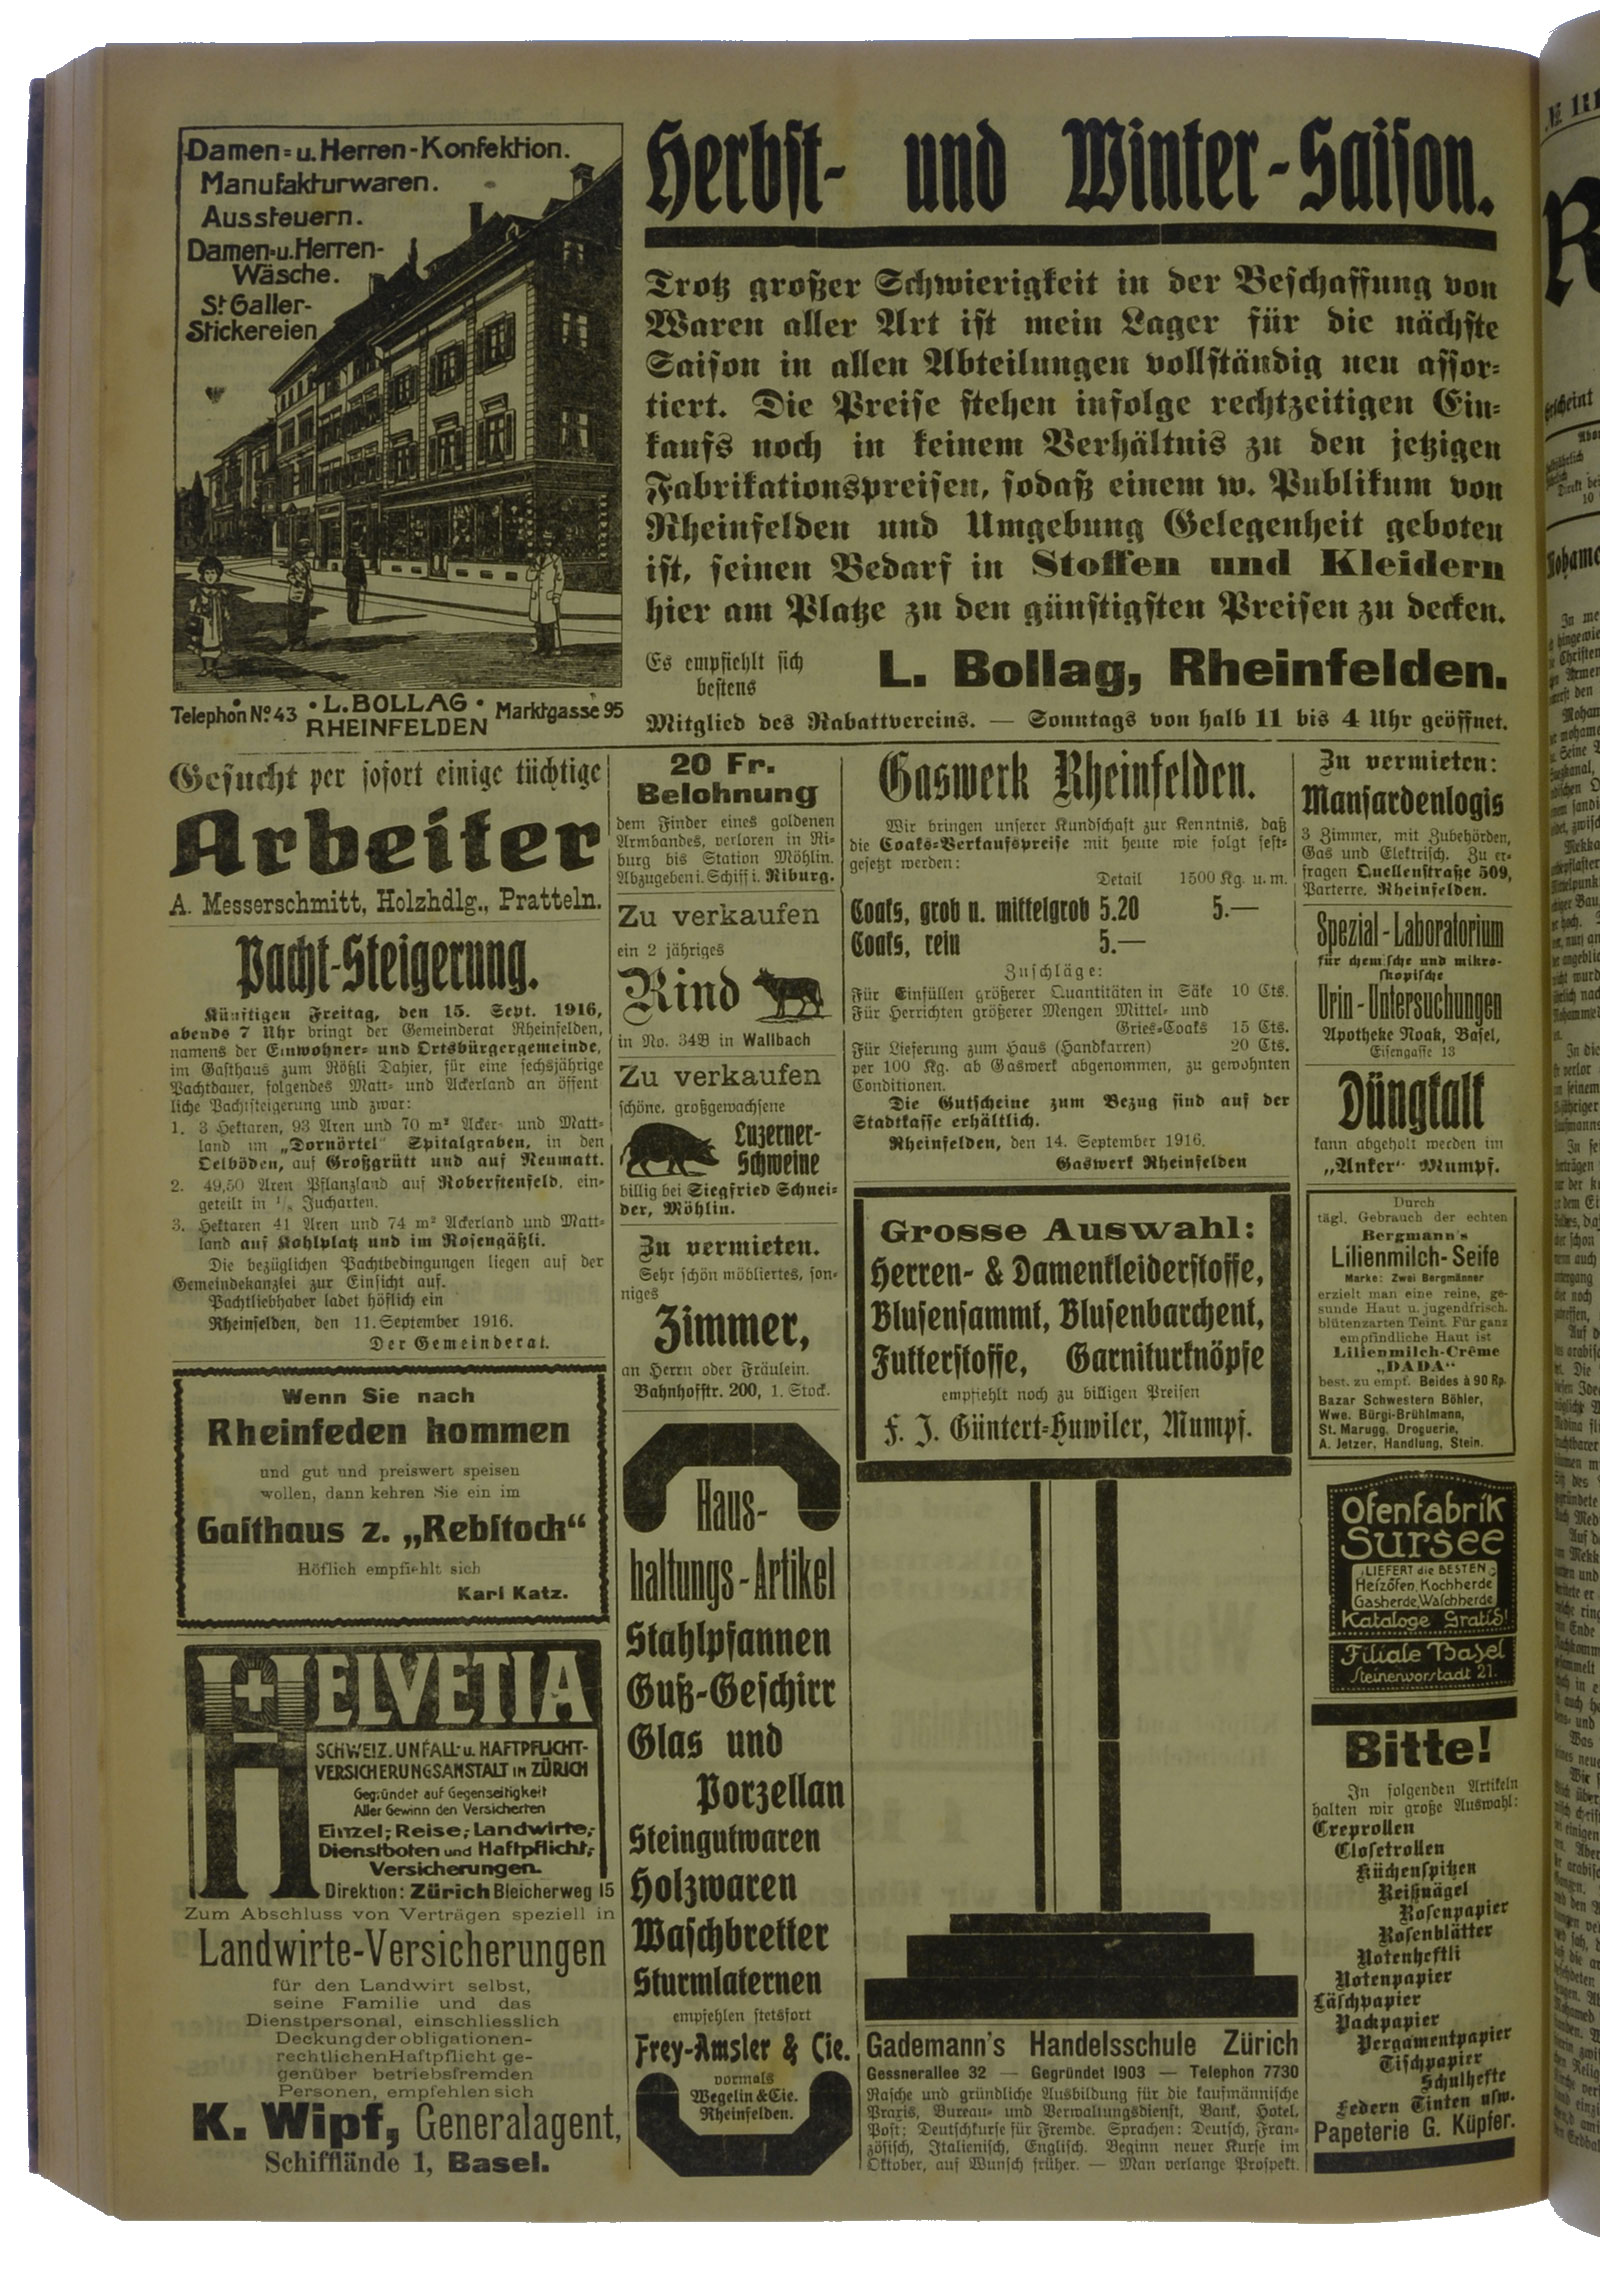 Damen- u. Herren-Konfektion.
Manufakturwaren.
Aussteuern.
Damen-u. Herren-
Wäsche.
St Galler-
Stickereien
Telephon No. 43
• L. BOLLAG •
RHEINFELDEN
Marktgasse 95
Herbst- und Winter-Saison.
Trotz großer Schwierigkeit in der Beschaffung von
Waren aller Art ist mein Lager für die nächste
Saison in allen Abteilungen vollständig neu assor-
tiert. Die Preise stehen infolge rechtzeitigen Ein-
kaufs noch in keinem Verhältnis zu den jetzigen
Fabrikationspreisen, sodaß einem w. Publikum von
Rheinfelden und Umgebung Gelegenheit geboten
ist, seinen Bedarf in Stoffen und Kleidern
hier am Platze zu den günstigsten Preisen zu decken.
Es empfiehlt sich
bestens
L. Bollag, Rheinfelden.
Mitglied des Rabattvereins. — Sonntags von halb 11 bis 4 Uhr geöffnet.
Gesucht per sofort einige tüchtige
Arbeiter
A. Messerschmitt, Holzhdlg., Pratteln.
Pacht-Steigerung.
Künftigen Freitag, den 15. Sept. 1916,
abends 7 Uhr bringt der Gemeinderat Rheinfelden,
namens der Einwohner- und Ortsbürgergemeinde,
im Gasthaus zum Rößli Dahier, für eine sechsjährige
Pachtdauer, folgendes Matt- und Ackerland an öffent
liche Pachtsteigerung und zwar:
1. 3 Hektaren, 93 Aren und 70 m² Acker- und Matt-
land im „Dornörtel" Spitalgraben, in den
Oelböden, auf Großgrütt und auf Neumatt.
2. 49,50 Aren Pflanzland auf Roberstenfeld, ein-
geteilt in 1/8 Jucharten.
3. Hektaren 41 Aren und 74 m² Ackerland und Matt-
land auf Kohlplatz und im Rosengäßli.
Die bezüglichen Pachtbedingungen liegen auf der
Gemeindekanzlei zur Einsicht auf.
Pachtliebhaber ladet höflich ein
Rheinfelden, den 11. September 1916.
Der Gemeinderat.
Wenn Sie nach
Rheinfeden kommen
und gut und preiswert speisen
wollen, dann kehren Sie ein im
Gasthaus z. „Rebstock"
Höflich empfiehlt sich
Karl Katz.
HELVETIA
SCHWEIZ. UNFALL- u. HAFTPFLICHT-
VERSICHERUNGSANSTALT IN ZÜRICH
Gegründet auf Gegenseitigkeit
Aller Gewinn den Versicherten
Einzel-, Reise-, Landwirte-,
Dienstboten und Haftpflicht-
Versicherungen.
Direktion: Zürich Bleicherweg 15
Zum Abschluss von Verträgen speziell in
Landwirte-Versicherungen
für den Landwirt selbst,
seine Familie und das
Dienstpersonal, einschliesslich
Deckung der obligationen-
rechtlichen Haftpflicht ge-
genüber betriebsfremden
Personen, empfehlen sich
K. Wipf, Generalagent,
Schifflände 1, Basel.
20 Fr.
Belohnung
dem Finder eines goldenen
Armbandes, verloren in Ri-
burg bis Station Möhlin.
Abzugeben i. Schiff i. Riburg.
Zu verkaufen
ein 2 jähriges
Rind
in No. 34B in Wallbach
Zu verkaufen
schöne, großgewachsene
Luzerner-
Schweine
billig bei Siegfried Schnei-
der, Möhlin.
Zu vermieten.
Sehr schön möbliertes, son-
niges
Zimmer,
an Herrn oder Fräulein.
Bahnhofstr. 200, 1. Stock.
Haus-
haltungs-Artikel
Stahlpfannen
Guß-Geschirr
Glas und
Porzellan
Steingutwaren
Holzwaren
Waschbretter
Sturmlaternen
empfehlen stetsfort
Frey-Amsler & Cie.
vormals
Wegelin & Cie.
Rheinfelden.
Gaswerk Rheinfelden.
Wir bringen unserer Kundschaft zur Kenntnis, daß
die Coaks-Verkaufspreise mit heute wie folgt fest-
gesetzt werden:
Detail 1500 Kg. u. m.
Coaks, grob u. mittelgrob 5.20 5.—
Coaks, rein 5.—
Zuschläge:
Für Einfüllen größerer Quantitäten in Säke 10 Cts.
Für Herrichten größerer Mengen Mittel- und
Gries-Coaks 15 Cts.
Für Lieferung zum Haus (Handkarren) 20 Cts.
per 100 Kg. ab Gaswerk abgenommen, zu gewohnten
Conditionen.
Die Gutscheine zum Bezug sind auf der
Stadtkasse erhältlich.
Rheinfelden, den 14. September 1916.
Gaswerk Rheinfelden
Grosse Auswahl:
Herren- & Damenkleiderstoffe,
Blusensammt, Blusenbarchent,
Futterstoffe, Garniturknöpfe
empfiehlt noch zu billigen Preisen
F. J. Güntert-Huwiler, Mumpf.
Gademann's Handelsschule Zürich
Gessnerallee 32 — Gegründet 1903 — Telephon 7730
Rasche und gründliche Ausbildung für die kaufmännische
Praxis, Bureau- und Verwaltungsdienst, Bank, Hotel,
Post; Deutschkurse für Fremde. Sprachen: Deutsch, Fran-
zösisch, Italienisch, Englisch. Beginn neuer Kurse im
Oktober, auf Wunsch früher. — Man verlange Prospekt.
Zu vermieten:
Mansardenlogis
3 Zimmer, mit Zubehörden,
Gas und Elektrisch. Zu er-
fragen Quellenstraße 509,
Parterre, Rheinfelden.
Spezial-Laboratorium
für chemische und mikro-
skopische
Urin-Untersuchungen
Apotheke Noak, Basel,
Eisengasse 13
Düngkalk
kann abgeholt werden im
„Anker" Mumpf.
Durch
tägl. Gebrauch der echten
Bergmann's
Lilienmilch-Seife
Marke: Zwei Bergmänner
erzielt man eine reine, ge-
sunde Haut u. jugendfrisch.
blütenzarten Teint. Für ganz
empfindliche Haut ist
Lilienmilch-Crême
„DADA"
best. zu empf. Beides à 90 Rp.
Bazar Schwestern Böhler,
Wwe. Bürgi-Brühlmann,
St. Marugg, Droguerie,
A. Jetzer, Handlung, Stein.
Ofenfabrik
Sursee
LIEFERT die BESTEN
Heizöfen, Kochherde
Gasherde, Waschherde
Kataloge Gratis!
Filiale Basel
Steinenvorstadt 21.
Bitte!
In folgenden Artikeln
halten wir große Auswahl:
Creprollen
Closetrollen
Küchenspitzen
Reißnägel
Rosenpapier
Rosenblätter
Notenheftli
Notenpapier
Läschpapier
Packpapier
Pergamentpapier
Tischpapier
Schulhefte
Federn Tinten usw.
Papeterie G. Küpfer.